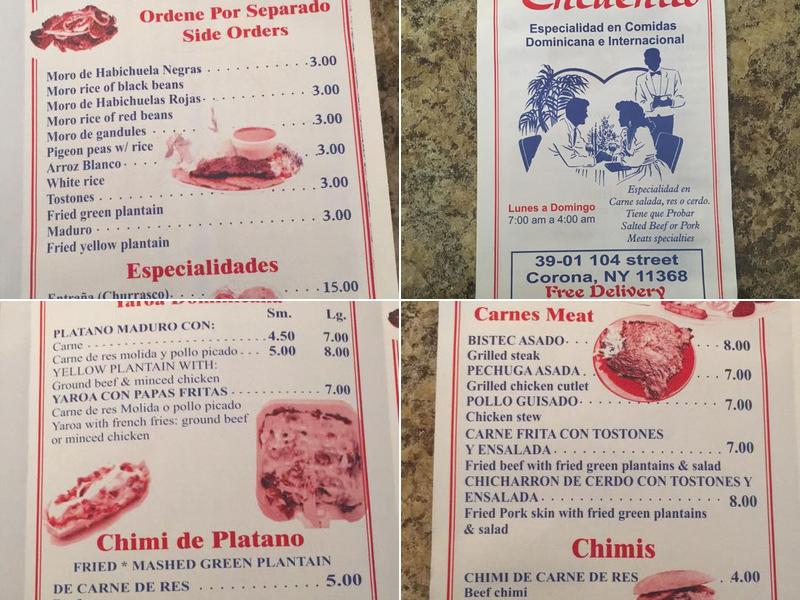 Ordene Por Separado
Side Orders
Moro de Habichuela Negras . . . . . . . . . . . . 3.00
Moro rice of black beans
Moro de Habichuelas Rojas . . . . . . . . . . . . 3.00
Moro rice of red beans
Moro de gandules . . . . . . . . . . . . 3.00
Pigeon peas w/ rice
Arroz Blanco . . . . . . . . . . . . 3.00
White rice
Tostones . . . . . . . . . . . . 3.00
Fried green plantain
Maduro . . . . . . . . . . . . 3.00
Fried yellow plantain
Especialidades
Entraña (Churrasco). . . . . . . . . . . . 15.00
Encuentro
Especialidad en Comidas
Dominicana e Internacional
Especialidad en
Carne salada, res o cerdo.
Tiene que Probar
Salted Beef or Pork
Meats specialties
Lunes a Domingo
7:00 am a 4:00 am
39-01 104 street
Corona, NY 11368
Free Delivery
Yaroa Dominicana
Sm. Lg.
PLATANO MADURO CON:
Carne . . . . . . . . . . . . 4.50 7.00
Carne de res molida y pollo picado . . . 5.00 8.00
YELLOW PLANTAIN WITH:
Ground beef & minced chicken
YAROA CON PAPAS FRITAS . . . . . . . . . . . . 7.00
Carne de res Molida o pollo picado
Yaroa with french fries: ground beef
or minced chicken
Chimi de Platano
FRIED * MASHED GREEN PLANTAIN
DE CARNE DE RES . . . . . . . . . . . . 5.00
Carnes Meat
BISTEC ASADO . . . . . . . . . . . . 8.00
Grilled steak
PECHUGA ASADA . . . . . . . . . . . . 7.00
Grilled chicken cutlet
POLLO GUISADO . . . . . . . . . . . . 7.00
Chicken stew
CARNE FRITA CON TOSTONES
Y ENSALADA . . . . . . . . . . . . 7.00
Fried beef with fried green plantains & salad
CHICHARRON DE CERDO CON TOSTONES Y
ENSALADA . . . . . . . . . . . . 8.00
Fried Pork skin with fried green plantains
& salad
Chimis
CHIMI DE CARNE DE RES . . . . . . . . . . . . 4.00
Beef chimi